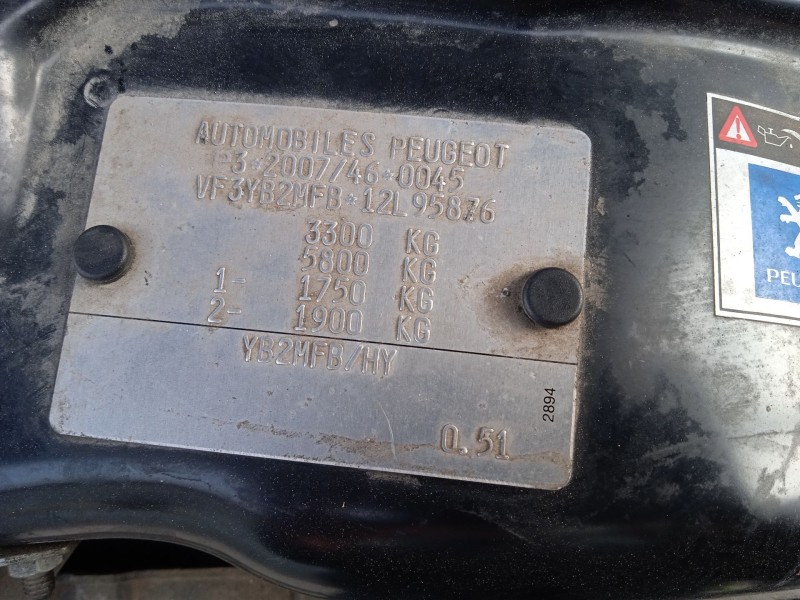 AUTOMOBILES PEUGEOT
3*2007/46*0045
VF3YB2MFB*12L95876
3300 KG
5800 KG
1- 1750 KG
2- 1900 KG
YB2MFB/HY
2894
0.51